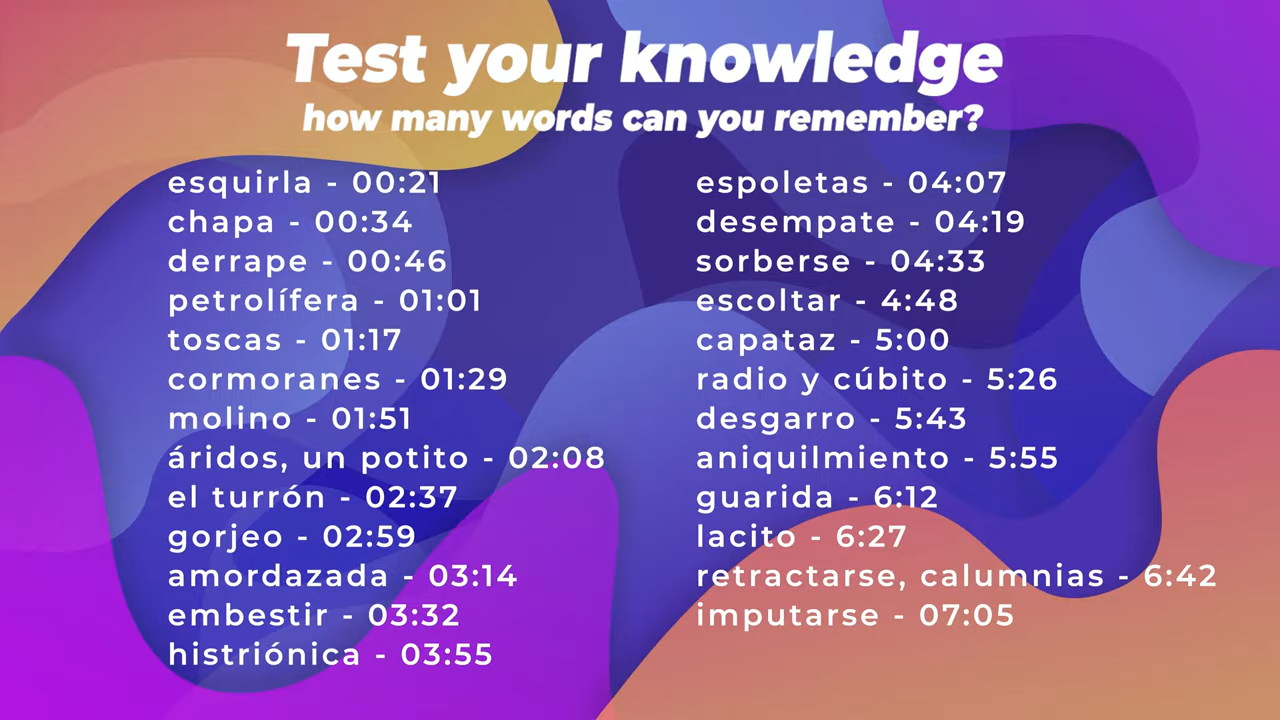 Test your knowledge
how many words can you remember?
esquirla - 00:21
chapa - 00:34
derrape - 00:46
petrolífera - 01:01
toscas - 01:17
cormoranes - 01:29
molino - 01:51
áridos, un potito - 02:08
el turrón - 02:37
gorjeo - 02:59
amordazada - 03:14
embestir - 03:32
histriónica - 03:55
espoletas - 04:07
desempate - 04:19
sorberse - 04:33
escoltar - 4:48
capataz - 5:00
radio y cúbito - 5:26
desgarro - 5:43
aniquilmiento - 5:55
guarida - 6:12
lacito - 6:27
retractarse, calumnias - 6:42
imputarse - 07:05